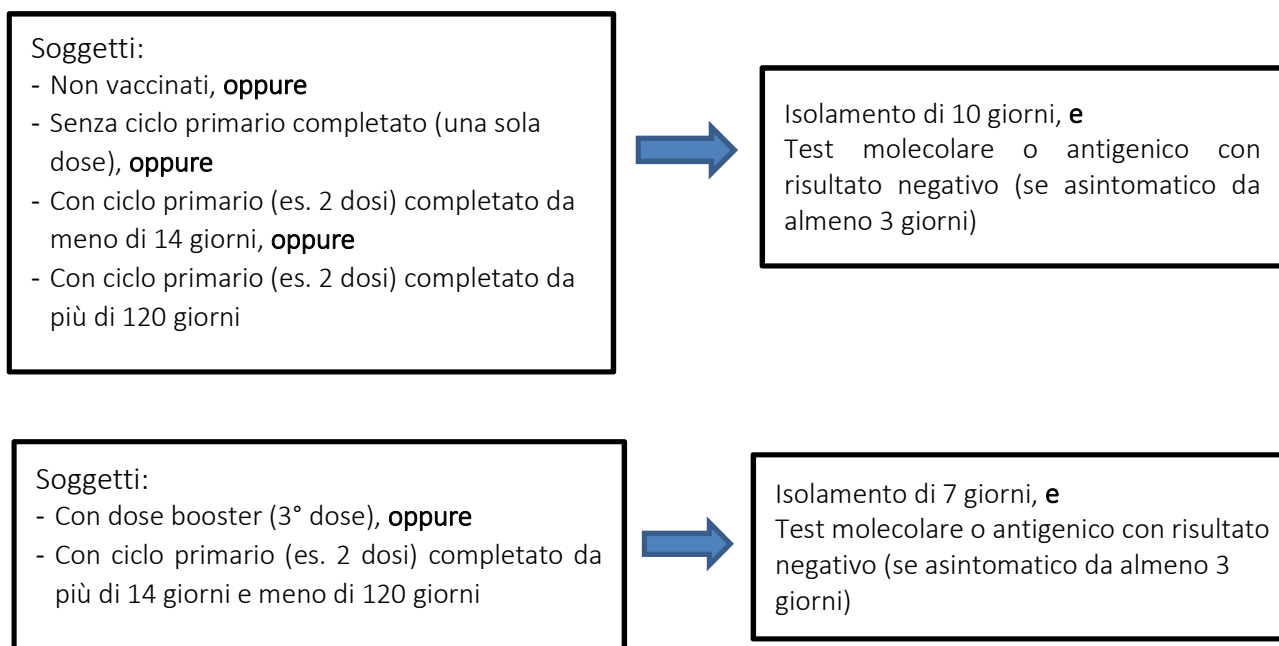 Soggetti:
- Non vaccinati, oppure
- Senza ciclo primario completato (una sola
dose), oppure
- Con ciclo primario (es. 2 dosi) completato da
meno di 14 giorni, oppure
- Con ciclo primario (es. 2 dosi) completato da
più di 120 giorni
Isolamento di 10 giorni, e
Test molecolare o antigenico con
risultato negativo (se asintomatico da
almeno 3 giorni)
Soggetti:
- Con dose booster (3° dose), oppure
- Con ciclo primario (es. 2 dosi) completato da
più di 14 giorni e meno di 120 giorni
Isolamento di 7 giorni, e
Test molecolare o antigenico con risultato
negativo (se asintomatico da almeno 3
giorni)